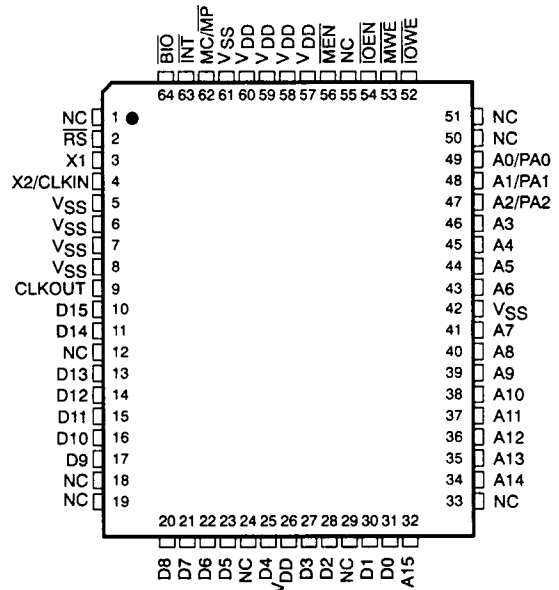 BIO INT MC/MP VSS VDD VDD VDD VDD MEN NC IOEN MWE IOWE
64 63 62 61 60 59 58 57 56 55 54 53 52
NC 1 51 NC
RS 2 50 NC
X1 3 49 A0/PA0
X2/CLKIN 4 48 A1/PA1
VSS 5 47 A2/PA2
VSS 6 46 A3
VSS 7 45 A4
VSS 8 44 A5
CLKOUT 9 43 A6
D15 10 42 VSS
D14 11 41 A7
NC 12 40 A8
D13 13 39 A9
D12 14 38 A10
D11 15 37 A11
D10 16 36 A12
D9 17 35 A13
NC 18 34 A14
NC 19 33 NC
20 21 22 23 24 25 26 27 28 29 30 31 32
D8 D7 D6 D5 NC D4 VDD D3 D2 NC D1 D0 A15